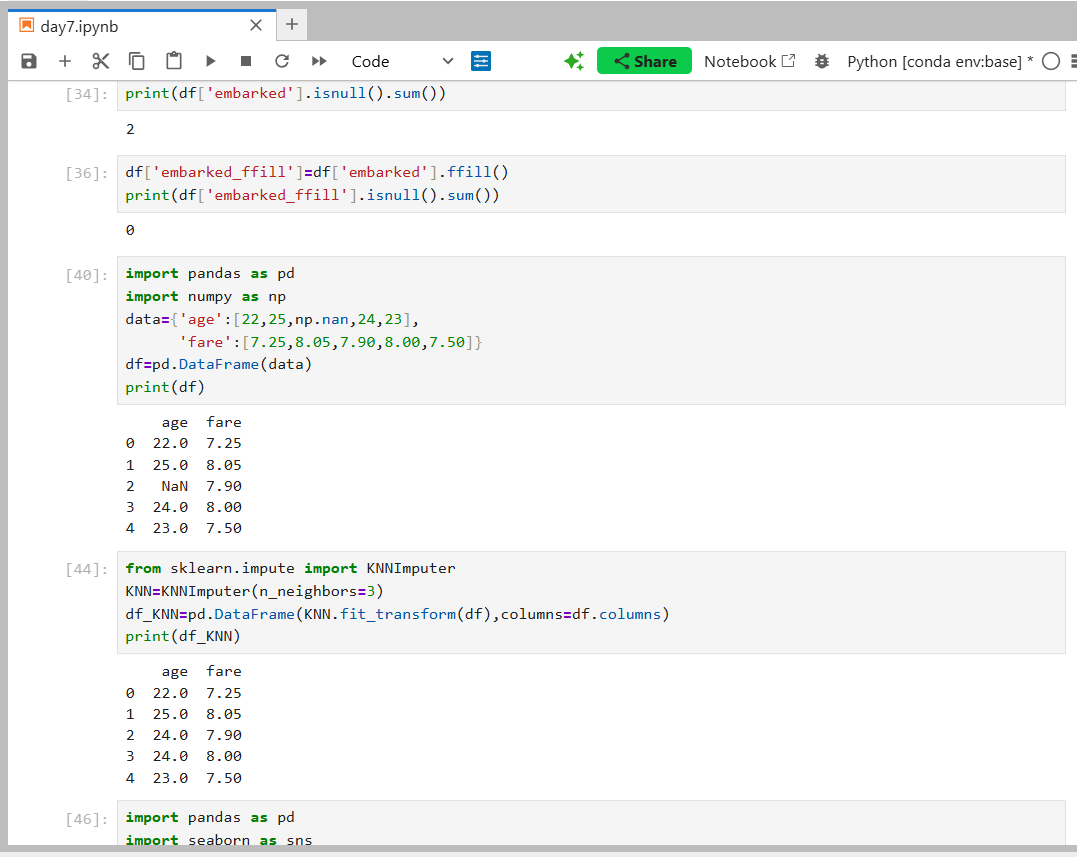 day7.ipynb
Code
Share
Notebook
Python [conda env:base] *
[34]:
print(df['embarked'].isnull().sum())
2
[36]:
df['embarked_ffill']=df['embarked'].ffill()
print(df['embarked_ffill'].isnull().sum())
0
[40]:
import pandas as pd
import numpy as np
data={'age':[22,25,np.nan,24,23],
      'fare':[7.25,8.05,7.90,8.00,7.50]}
df=pd.DataFrame(data)
print(df)
    age  fare
0  22.0  7.25
1  25.0  8.05
2   NaN  7.90
3  24.0  8.00
4  23.0  7.50
[44]:
from sklearn.impute import KNNImputer
KNN=KNNImputer(n_neighbors=3)
df_KNN=pd.DataFrame(KNN.fit_transform(df),columns=df.columns)
print(df_KNN)
    age  fare
0  22.0  7.25
1  25.0  8.05
2  24.0  7.90
3  24.0  8.00
4  23.0  7.50
[46]:
import pandas as pd
import seaborn as sns